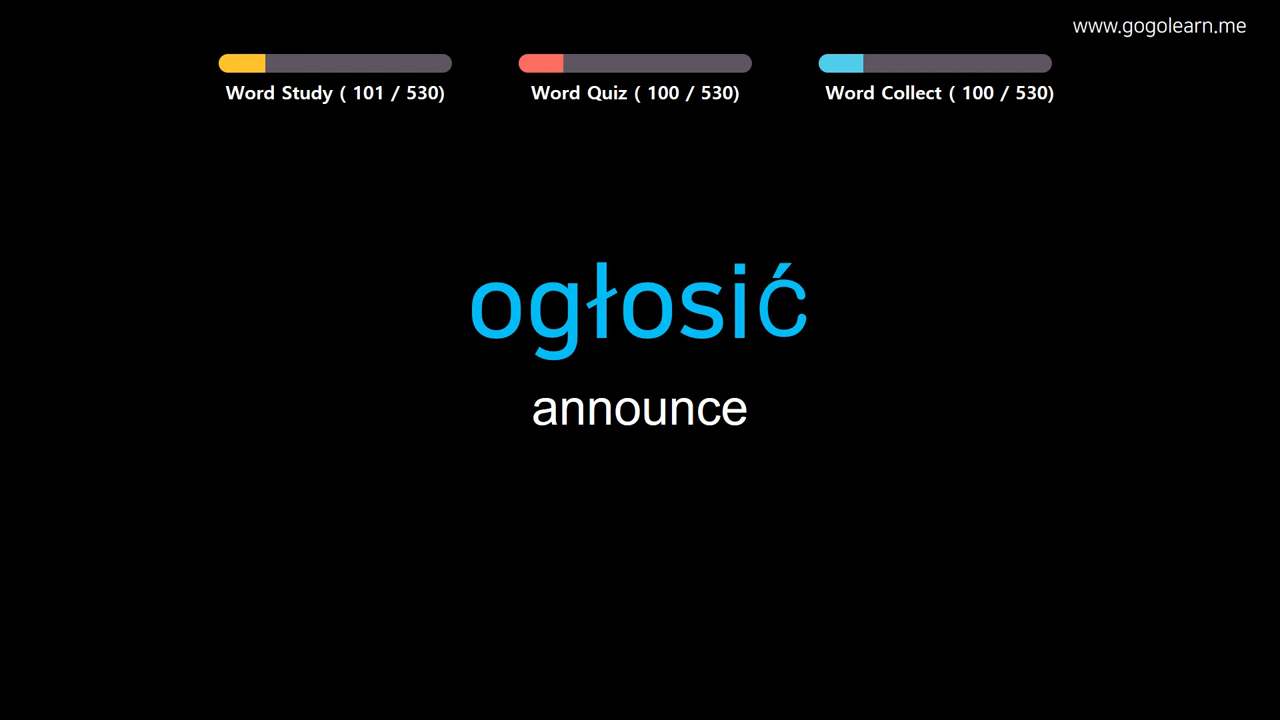 www.gogolearn.me
Word Study ( 101 / 530)
Word Quiz ( 100 / 530)
Word Collect ( 100 / 530)
ogłosić
announce